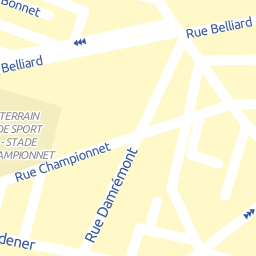 Bonnet
Rue Belliard
Belliard
TERRAIN
DE SPORT
- STADE
CHAMPIONNET
Rue Championnet
Rue Damrémont
dener